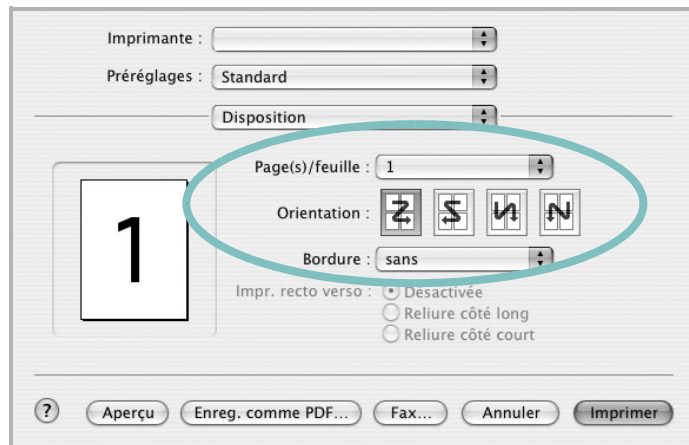 Imprimante :
Préréglages : Standard
Disposition
Page(s)/feuille : 1
Orientation :
1
Bordure : sans
Impr. recto verso : Désactivée
Reliure côté long
Reliure côté court
? Aperçu Enreg. comme PDF... Fax... Annuler Imprimer